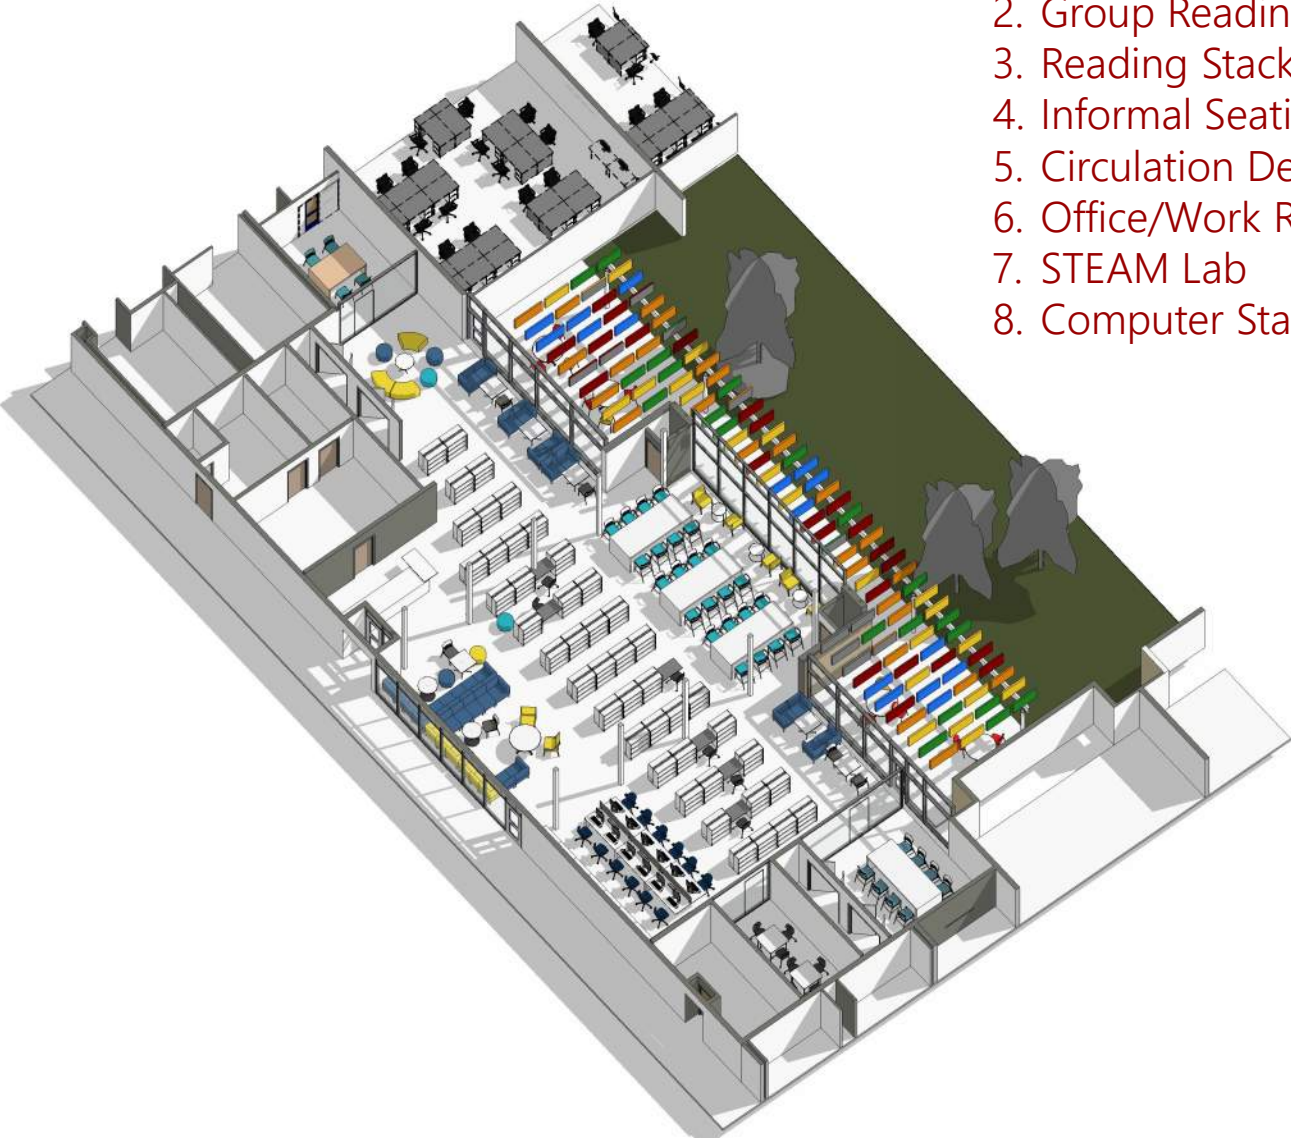 2. Group Readin
3. Reading Stack
4. Informal Seati
5. Circulation De
6. Office/Work R
7. STEAM Lab
8. Computer Sta